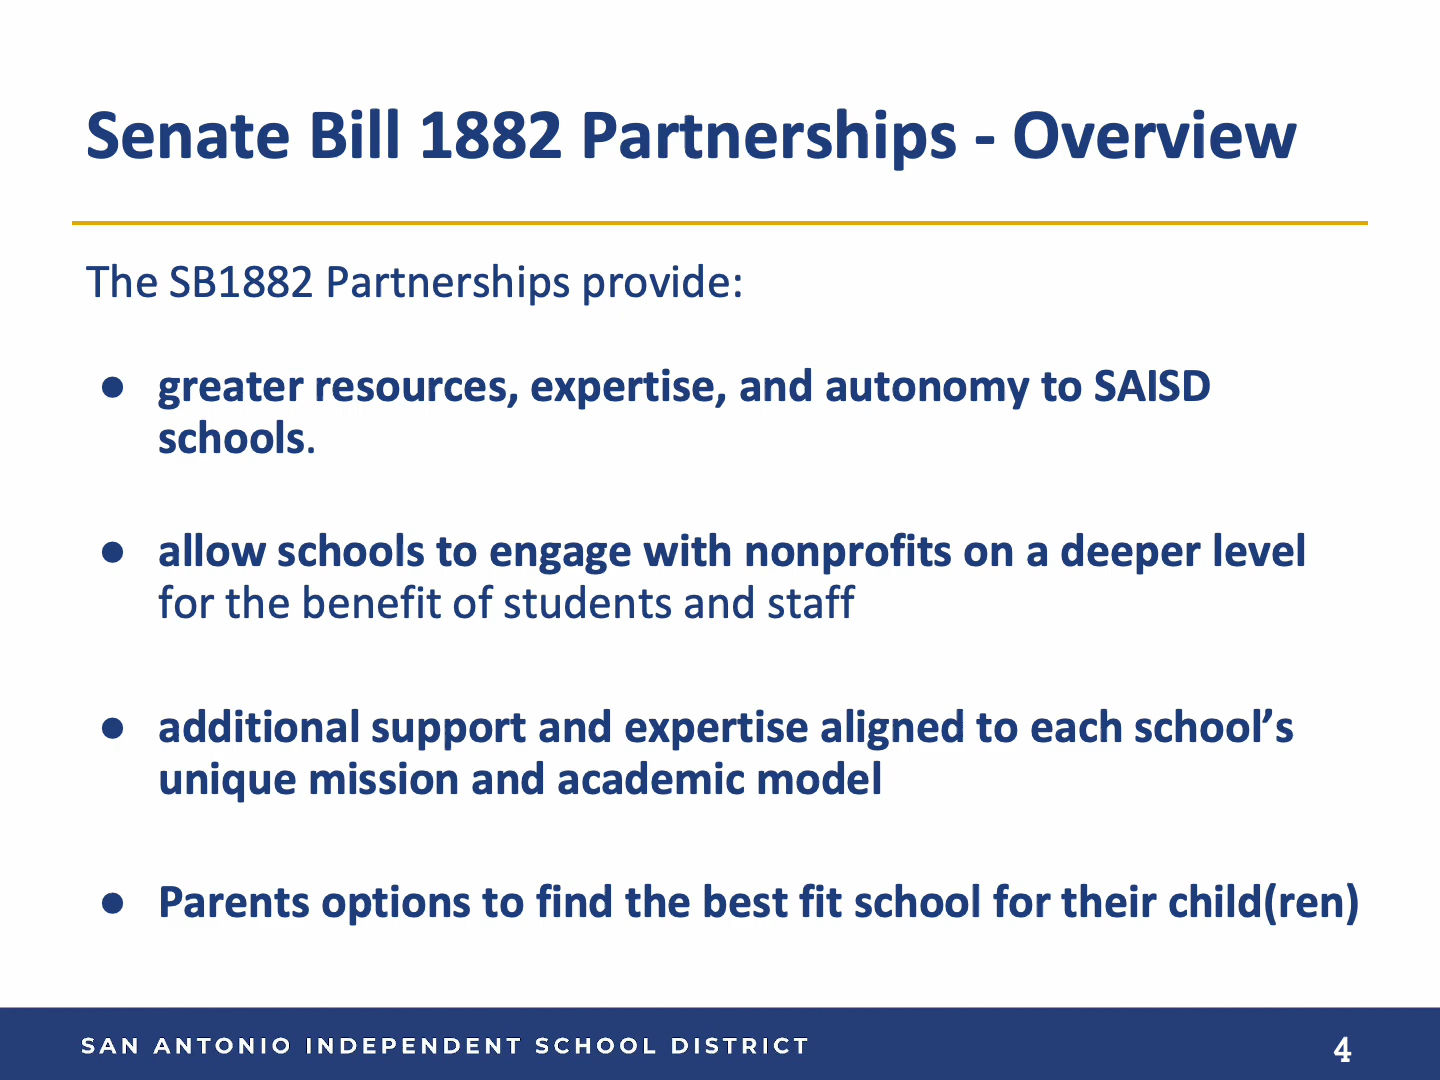 Senate Bill 1882 Partnerships - Overview
The SB1882 Partnerships provide:
● greater resources, expertise, and autonomy to SAISD
schools.
● allow schools to engage with nonprofits on a deeper level
for the benefit of students and staff
● additional support and expertise aligned to each school’s
unique mission and academic model
● Parents options to find the best fit school for their child(ren)
SAN ANTONIO INDEPENDENT SCHOOL DISTRICT
4